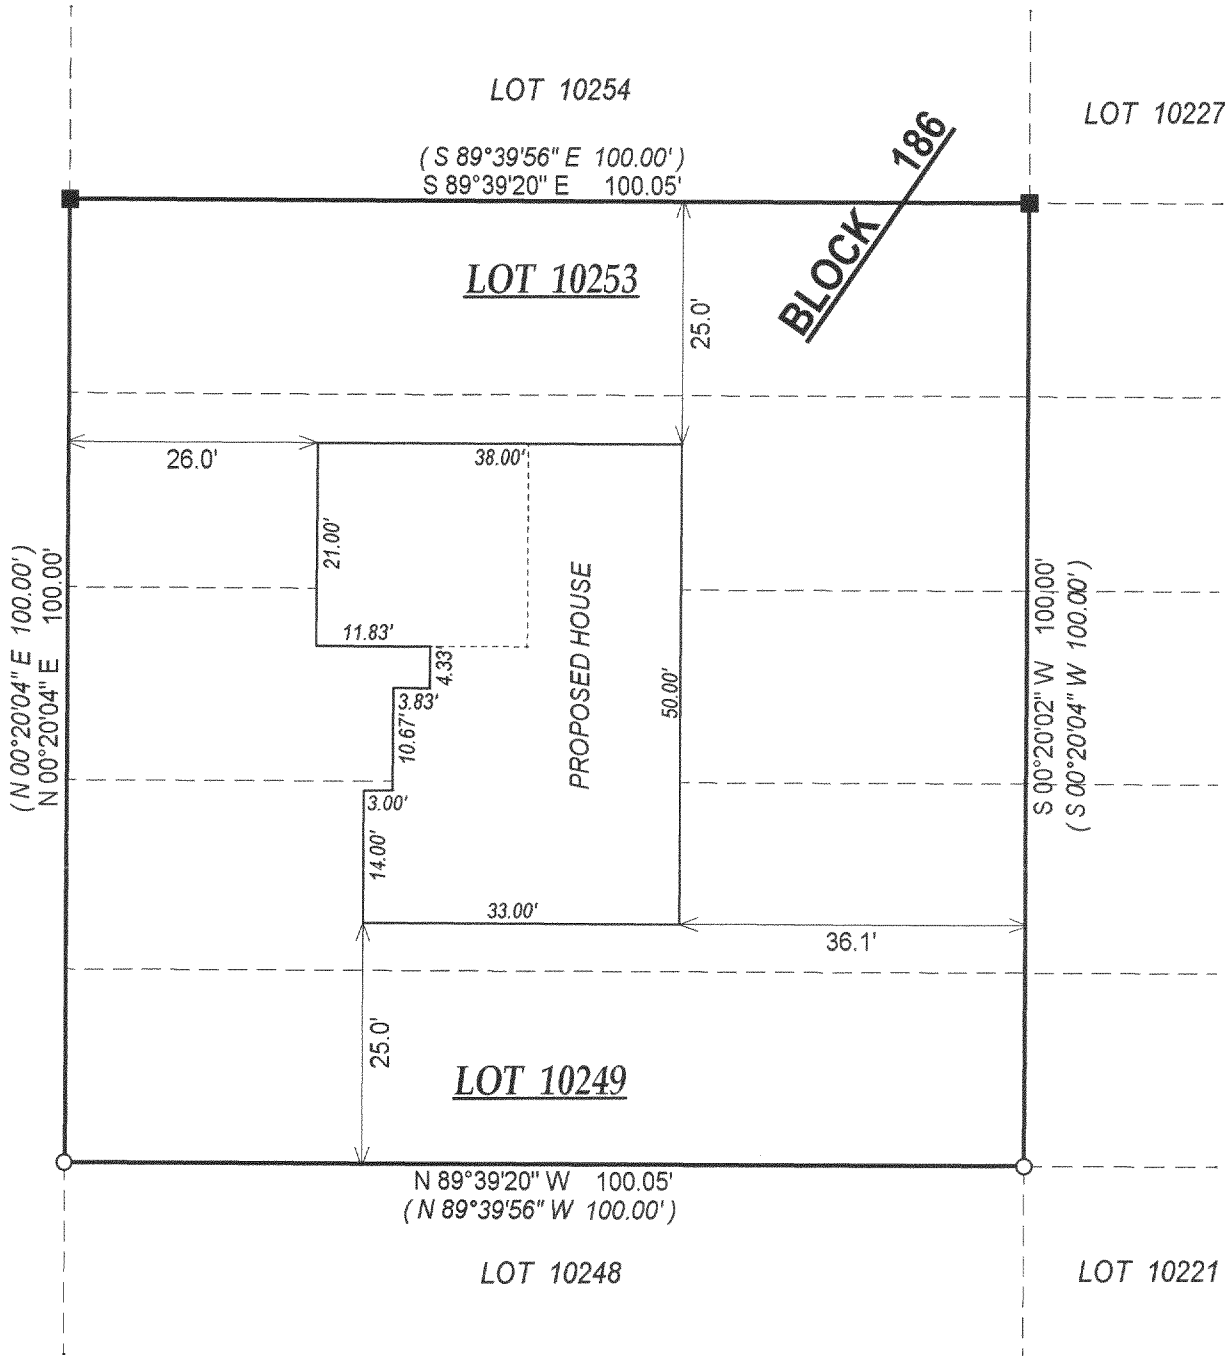 LOT 10254
LOT 10227
BLOCK 186
( S 89°39'56" E 100.00' )
S 89°39'20" E 100.05'
LOT 10253
25.0'
26.0'
38.00'
21.00'
( N 00°20'04" E 100.00' )
N 00°20'04" E 100.00'
PROPOSED HOUSE
S 00°20'02" W 100.00'
( S 00°20'04" W 100.00' )
11.83'
4.33'
3.83'
50.00'
10.67'
3.00'
14.00'
33.00'
36.1'
25.0'
LOT 10249
N 89°39'20" W 100.05'
( N 89°39'56" W 100.00' )
LOT 10248
LOT 10221